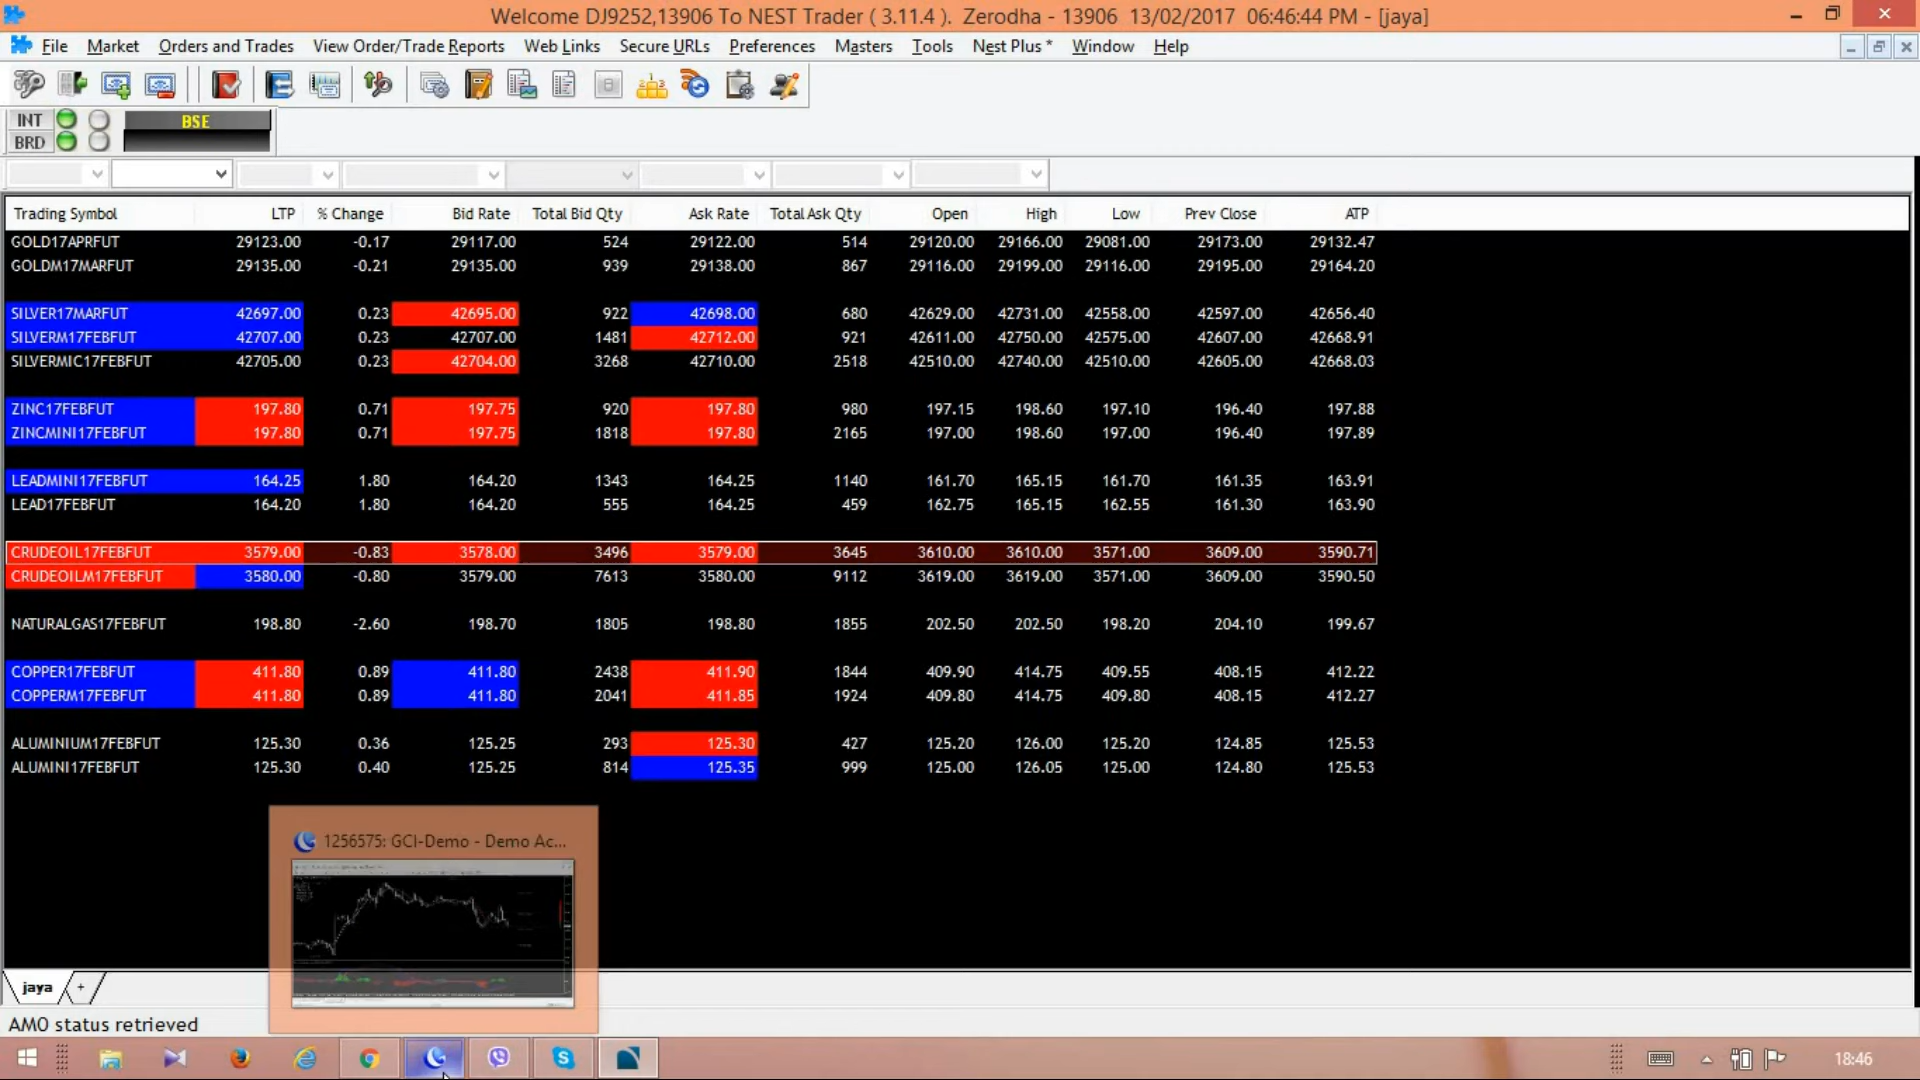 Welcome DJ9252,13906 To NEST Trader ( 3.11.4 ). Zerodha - 13906 13/02/2017 06:46:44 PM - [jaya]
File Market Orders and Trades View Order/Trade Reports Web Links Secure URLs Preferences Masters Tools Nest Plus * Window Help
INT
BSE
BRD
Trading Symbol LTP % Change Bid Rate Total Bid Qty Ask Rate Total Ask Qty Open High Low Prev Close ATP
GOLD17APRFUT 29123.00 -0.17 29117.00 524 29122.00 514 29120.00 29166.00 29081.00 29173.00 29132.47
GOLDM17MARFUT 29135.00 -0.21 29135.00 939 29138.00 867 29116.00 29199.00 29116.00 29195.00 29164.20
SILVER17MARFUT 42697.00 0.23 42695.00 922 42698.00 680 42629.00 42731.00 42558.00 42597.00 42656.40
SILVERM17FEBFUT 42707.00 0.23 42707.00 1481 42712.00 921 42611.00 42750.00 42575.00 42607.00 42668.91
SILVERMIC17FEBFUT 42705.00 0.23 42704.00 3268 42710.00 2518 42510.00 42740.00 42510.00 42605.00 42668.03
ZINC17FEBFUT 197.80 0.71 197.75 920 197.80 980 197.15 198.60 197.10 196.40 197.88
ZINCMINI17FEBFUT 197.80 0.71 197.75 1818 197.80 2165 197.00 198.60 197.00 196.40 197.89
LEADMINI17FEBFUT 164.25 1.80 164.20 1343 164.25 1140 161.70 165.15 161.70 161.35 163.91
LEAD17FEBFUT 164.20 1.80 164.20 555 164.25 459 162.75 165.15 162.55 161.30 163.90
CRUDEOIL17FEBFUT 3579.00 -0.83 3578.00 3496 3579.00 3645 3610.00 3610.00 3571.00 3609.00 3590.71
CRUDEOILM17FEBFUT 3580.00 -0.80 3579.00 7613 3580.00 9112 3619.00 3619.00 3571.00 3609.00 3590.50
NATURALGAS17FEBFUT 198.80 -2.60 198.70 1805 198.80 1855 202.50 202.50 198.20 204.10 199.67
COPPER17FEBFUT 411.80 0.89 411.80 2438 411.90 1844 409.90 414.75 409.55 408.15 412.22
COPPERM17FEBFUT 411.80 0.89 411.80 2041 411.85 1924 409.80 414.75 409.80 408.15 412.27
ALUMINIUM17FEBFUT 125.30 0.36 125.25 293 125.30 427 125.20 126.00 125.20 124.85 125.53
ALUMINI17FEBFUT 125.30 0.40 125.25 814 125.35 999 125.00 126.05 125.00 124.80 125.53
1256575: GCI-Demo - Demo Ac...
jaya +
AMO status retrieved
18:46